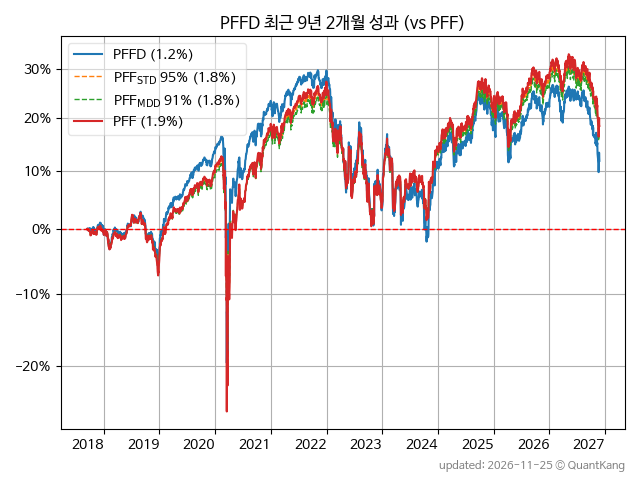 PFFD 최근 9년 2개월 성과 (vs PFF)
PFFD (1.2%)
PFF_STD 95% (1.8%)
PFF_MDD 91% (1.8%)
PFF (1.9%)
30%
20%
10%
0%
−10%
−20%
2018 2019 2020 2021 2022 2023 2024 2025 2026 2027
updated: 2026-11-25 ⓒ QuantKang